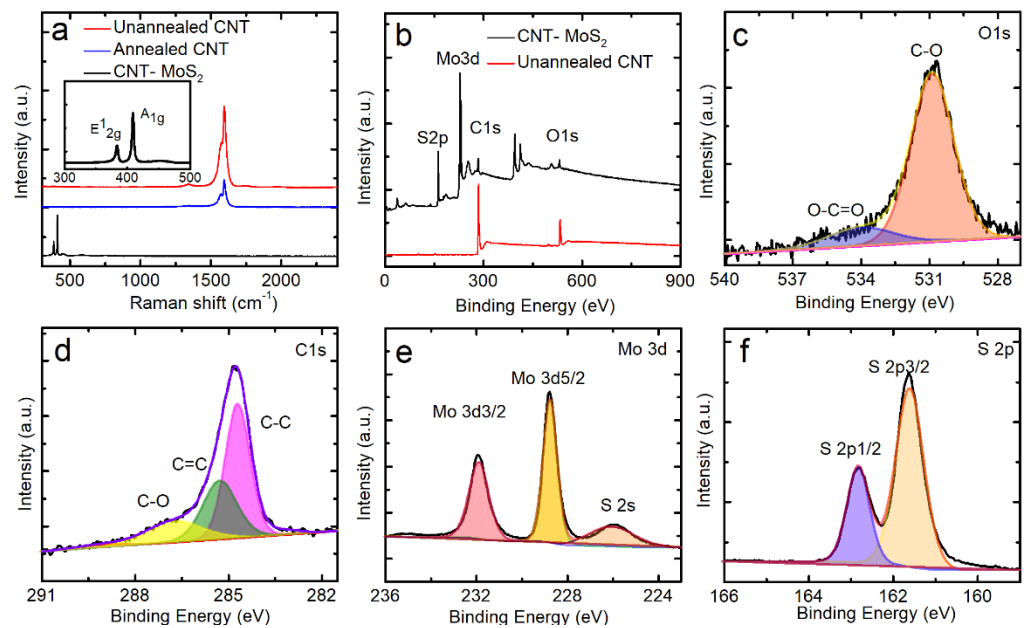 a
Unannealed CNT
Annealed CNT
CNT- MoS₂
E¹₂g
A₁g
300 400 500
Intensity (a.u.)
500 1000 1500 2000
Raman shift (cm⁻¹)
b
CNT- MoS₂
Unannealed CNT
Mo3d
S2p
C1s
O1s
Intensity (a.u.)
0 300 600 900
Binding Energy (eV)
c
O1s
C-O
O-C=O
Intensity (a.u.)
540 537 534 531 528
Binding Energy (eV)
d
C1s
C-C
C=C
C-O
Intensity (a.u.)
291 288 285 282
Binding Energy (eV)
e
Mo 3d
Mo 3d5/2
Mo 3d3/2
S 2s
Intensity (a.u.)
236 232 228 224
Binding Energy (eV)
f
S 2p
S 2p3/2
S 2p1/2
Intensity (a.u.)
166 164 162 160
Binding Energy (eV)